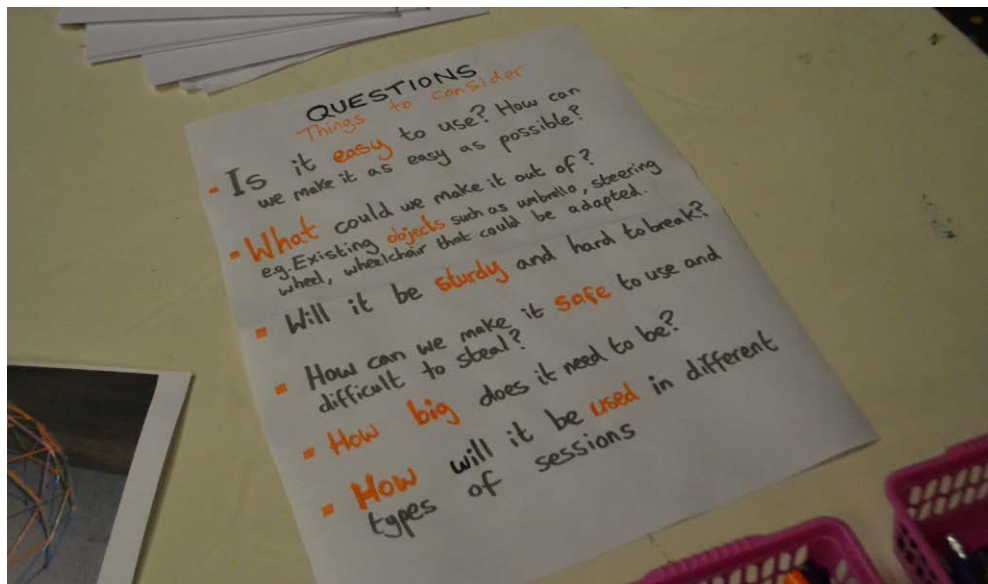 QUESTIONS
Things to consider
- Is it easy to use? How can
we make it as easy as possible?
- What could we make it out of?
e.g. Existing objects such as umbrella, steering
wheel, wheelchair that could be adapted.
- Will it be sturdy and hard to break?
- How can we make it safe to use and
difficult to steal?
- How big does it need to be?
- How will it be used in different
types of sessions